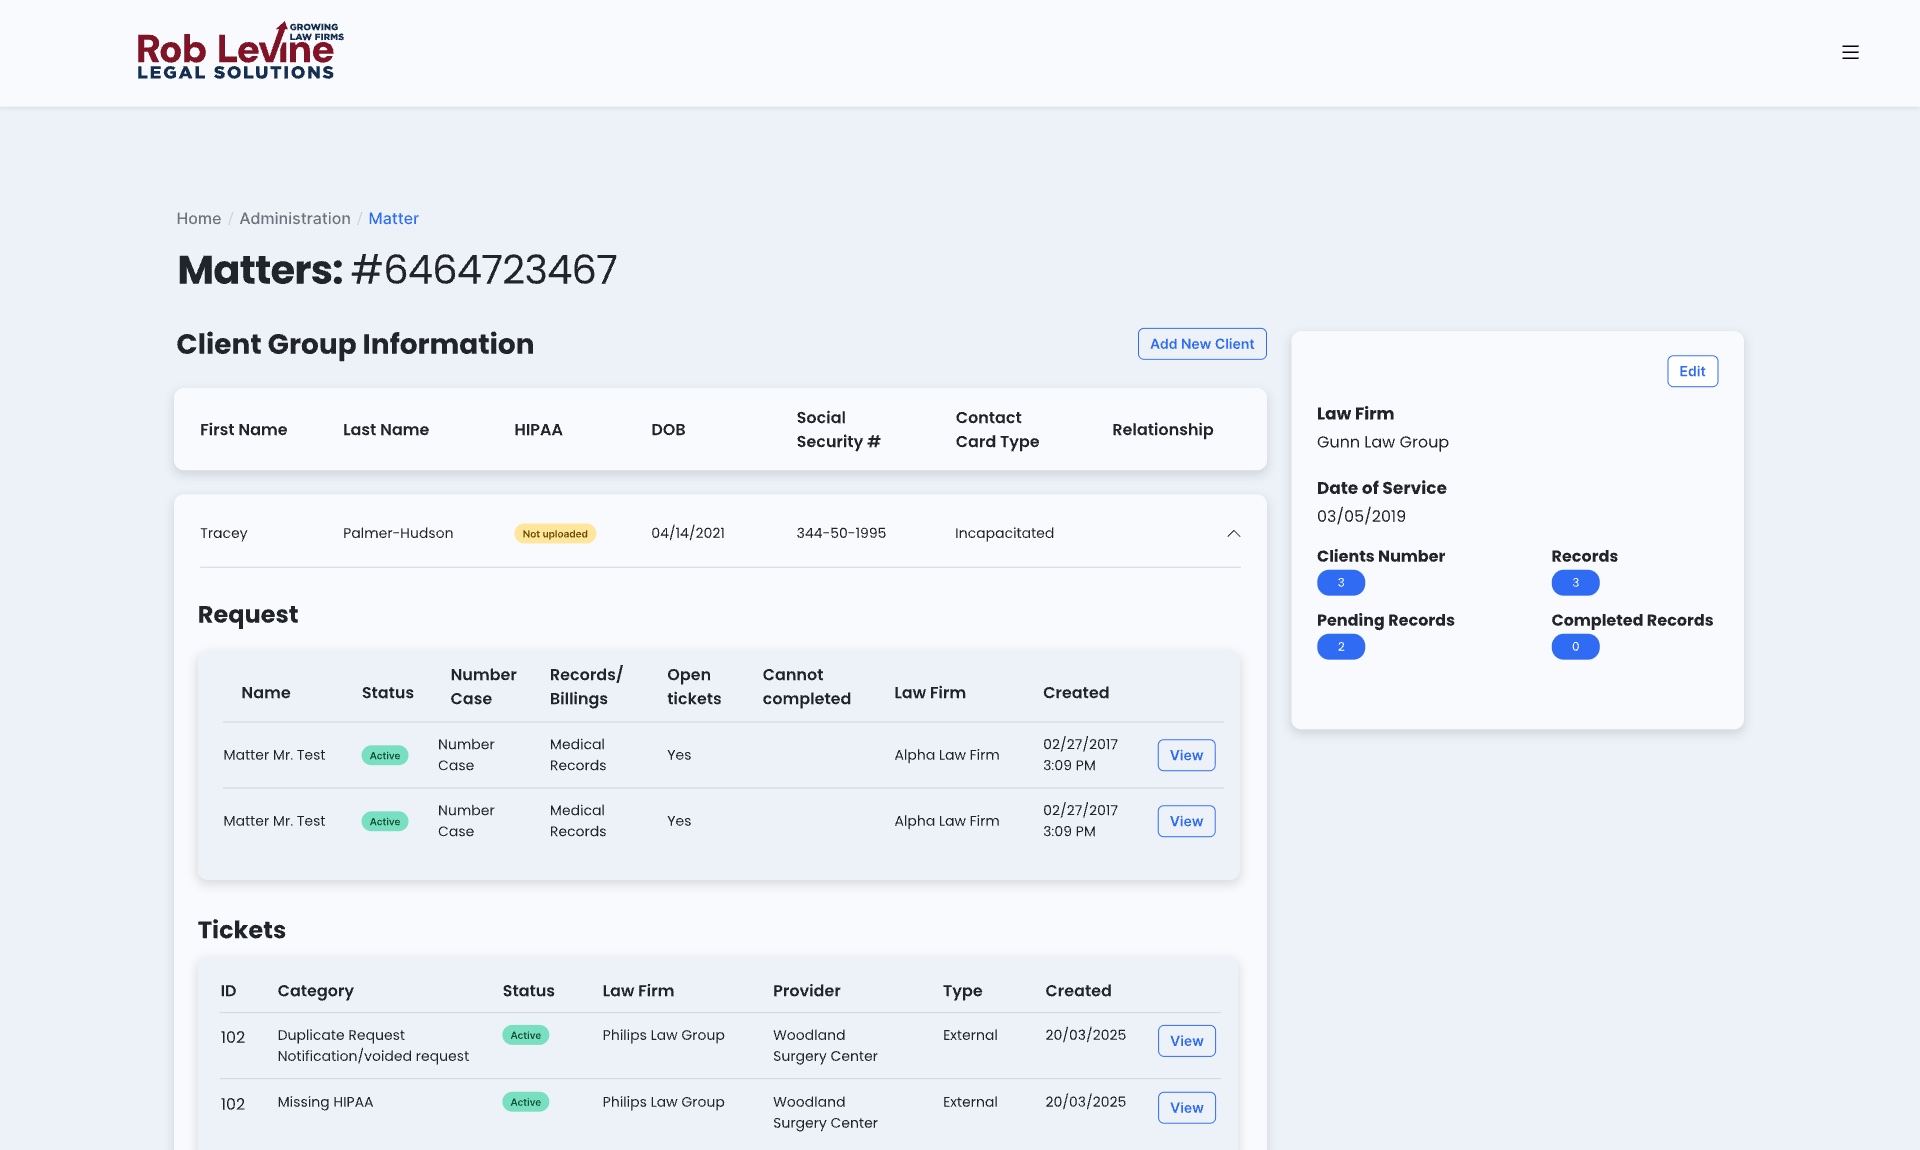 GROWING
LAW FIRMS
Rob Levine
LEGAL SOLUTIONS
Home / Administration / Matter
Matters: #6464723467
Client Group Information
Add New Client
First Name
Last Name
HIPAA
DOB
Social
Security #
Contact
Card Type
Relationship
Tracey
Palmer-Hudson
Not uploaded
04/14/2021
344-50-1995
Incapacitated
Request
Name
Status
Number
Case
Records/
Billings
Open
tickets
Cannot
completed
Law Firm
Created
Matter Mr. Test
Active
Number
Case
Medical
Records
Yes
Alpha Law Firm
02/27/2017
3:09 PM
View
Matter Mr. Test
Active
Number
Case
Medical
Records
Yes
Alpha Law Firm
02/27/2017
3:09 PM
View
Tickets
ID
Category
Status
Law Firm
Provider
Type
Created
102
Duplicate Request
Notification/voided request
Active
Philips Law Group
Woodland
Surgery Center
External
20/03/2025
View
102
Missing HIPAA
Active
Philips Law Group
Woodland
Surgery Center
External
20/03/2025
View
Edit
Law Firm
Gunn Law Group
Date of Service
03/05/2019
Clients Number
3
Records
3
Pending Records
2
Completed Records
0